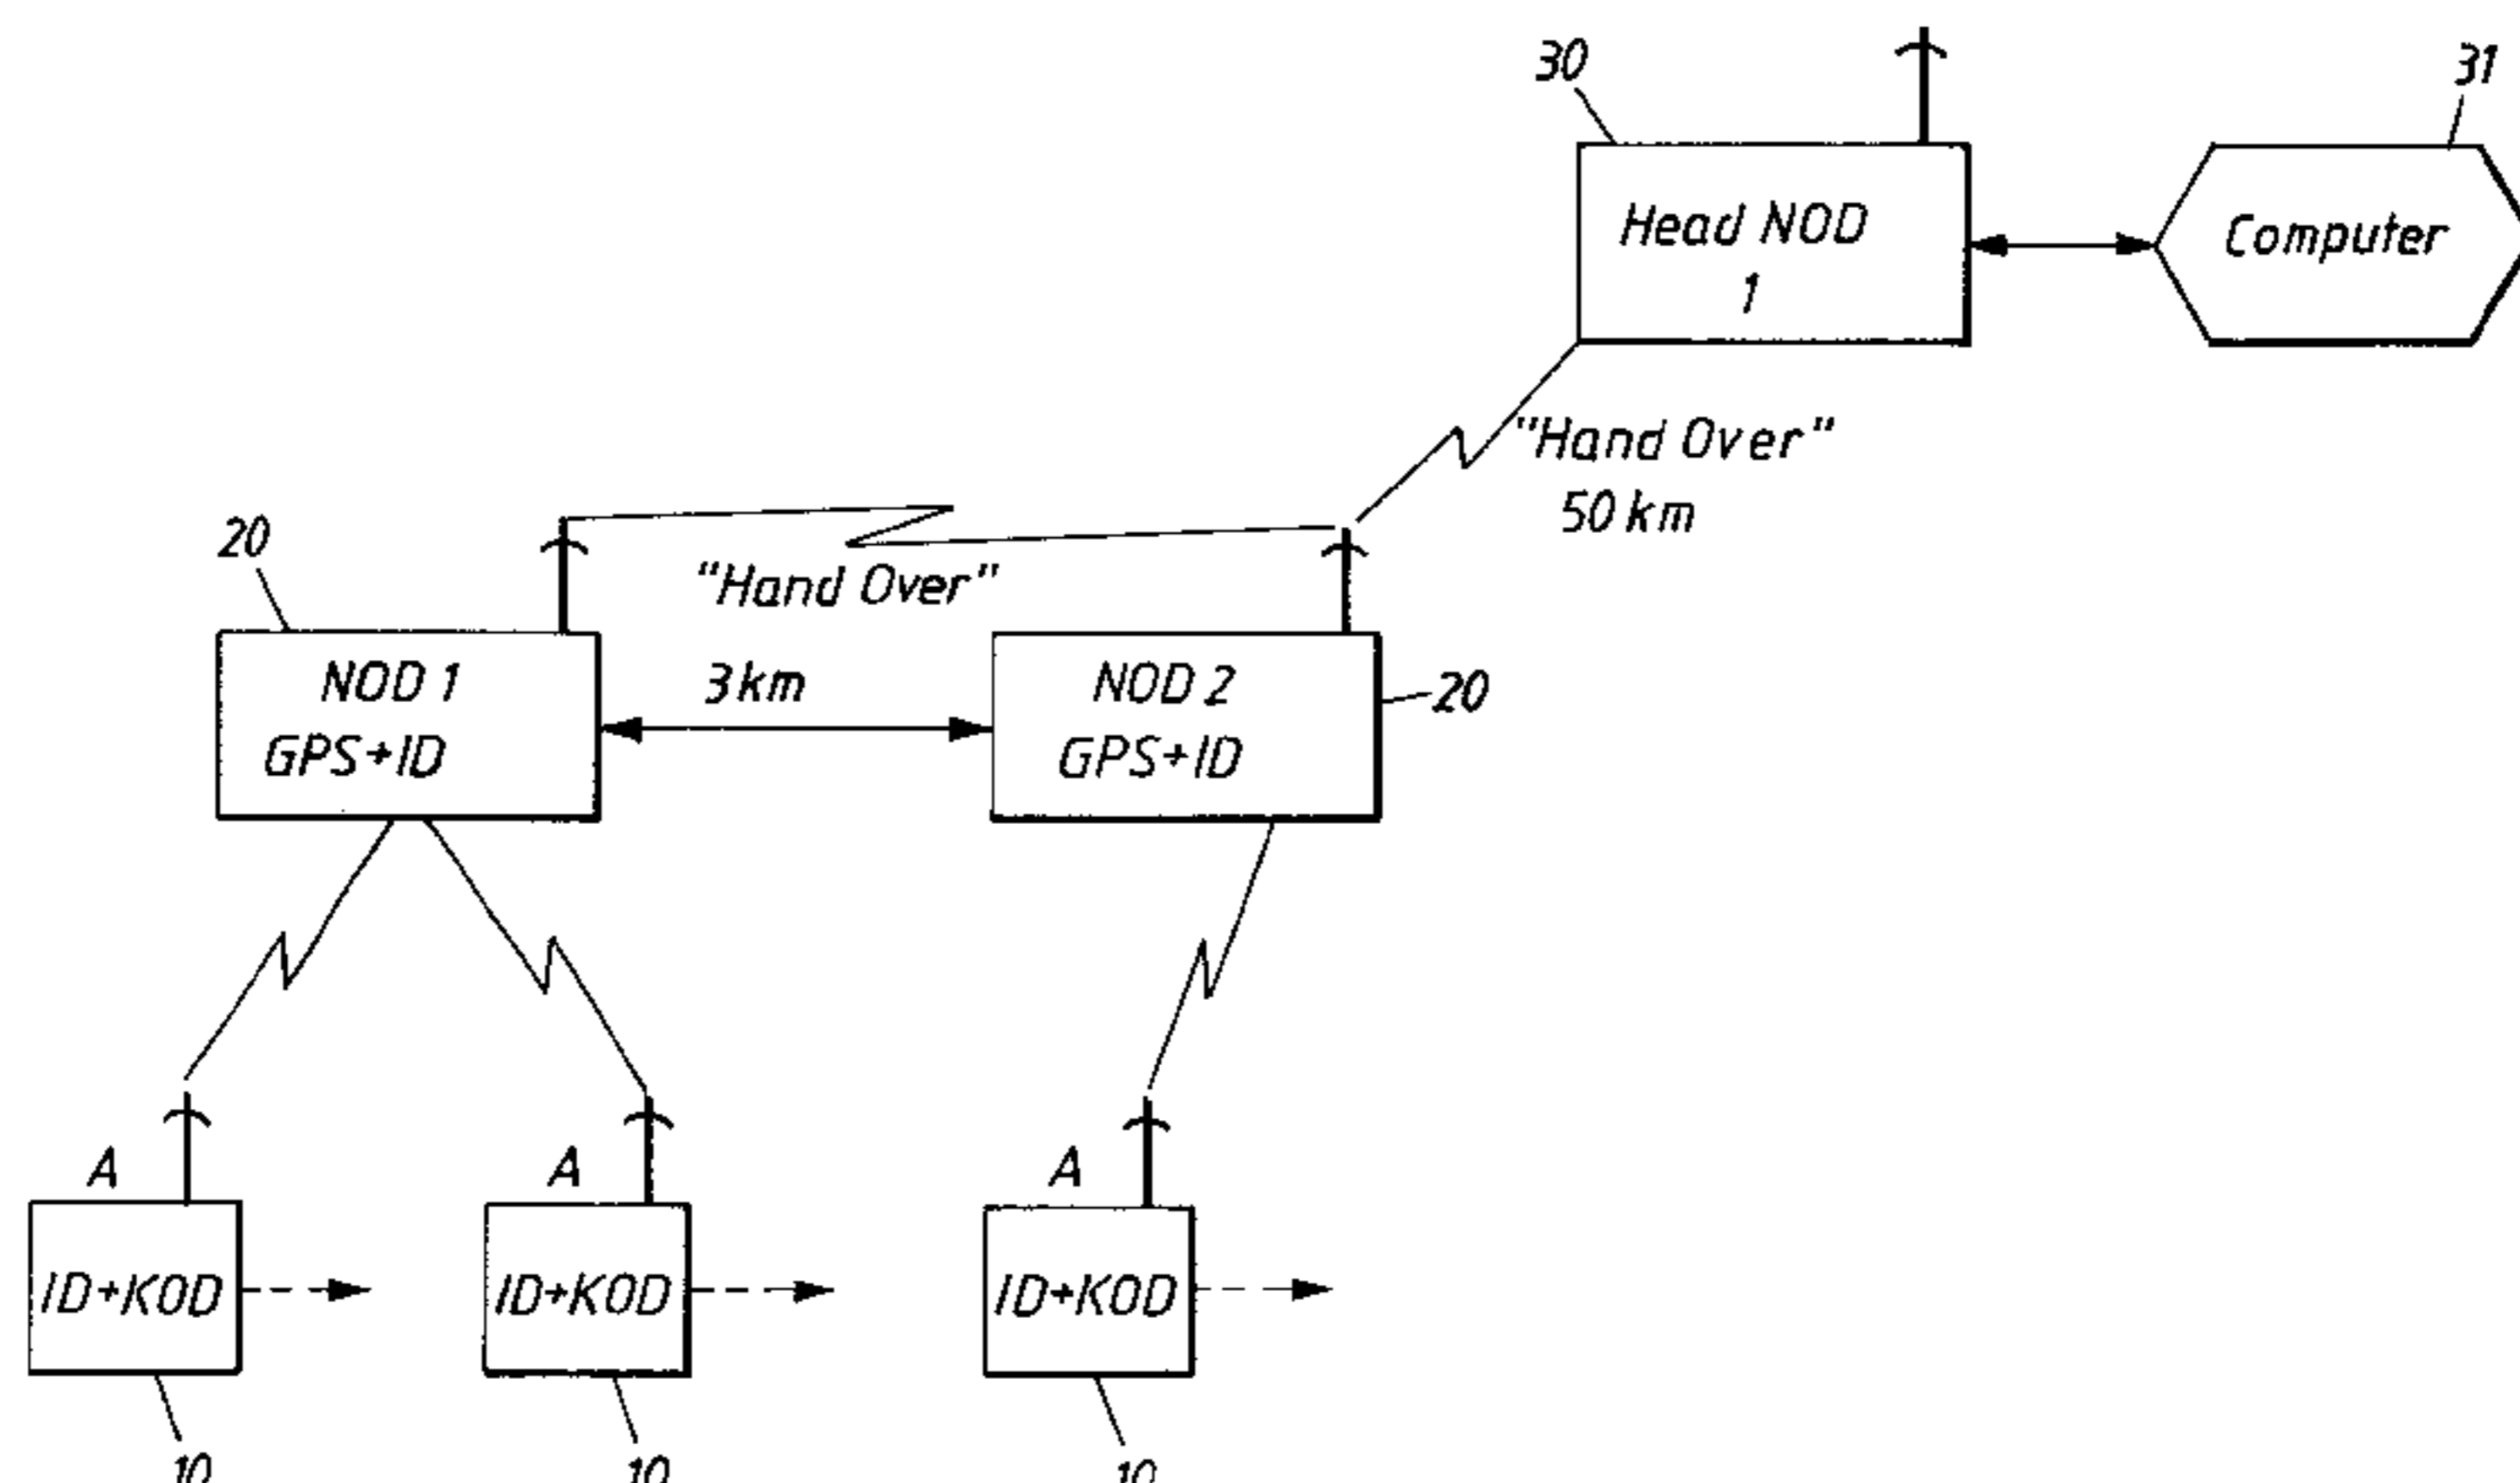 30
31
Head NOD
1
Computer
"Hand Over"
50 km
20
"Hand Over"
NOD 1
GPS+ID
3 km
NOD 2
GPS+ID
20
A
A
A
ID+KOD
ID+KOD
ID+KOD
10
10
10